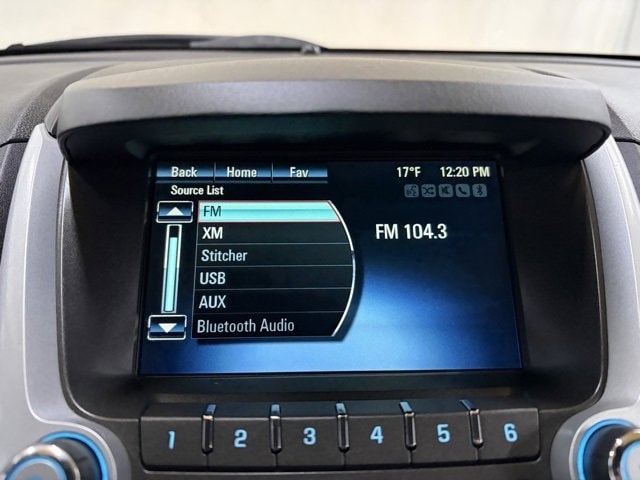 Back Home Fav 17°F 12:20 PM
Source List
FM
XM
FM 104.3
Stitcher
USB
AUX
Bluetooth Audio
1 2 3 4 5 6